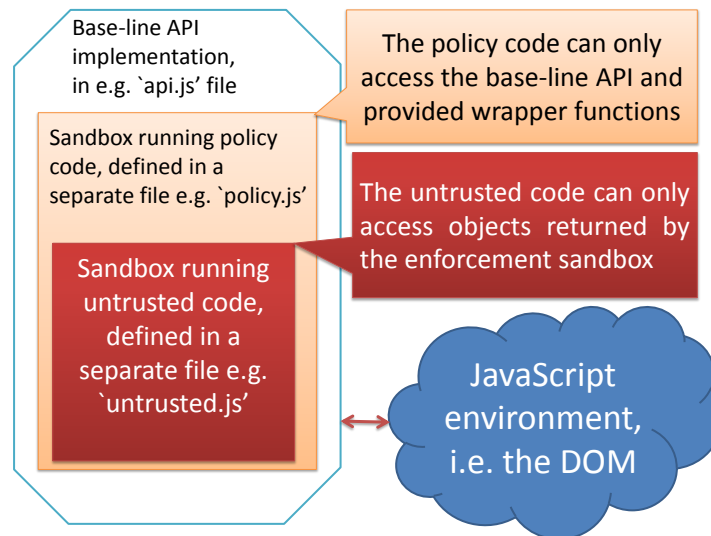 Base-line API
implementation,
in e.g. `api.js’ file
The policy code can only
access the base-line API and
provided wrapper functions
Sandbox running policy
code, defined in a
separate file e.g. `policy.js’
The untrusted code can only
access objects returned by
the enforcement sandbox
Sandbox running
untrusted code,
defined in a
separate file e.g.
`untrusted.js’
JavaScript
environment,
i.e. the DOM